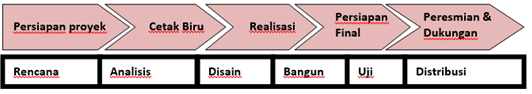 Persiapan proyek
Cetak Biru
Realisasi
Persiapan
Final
Peresmian &
Dukungan
Rencana
Analisis
Disain
Bangun
Uji
Distribusi